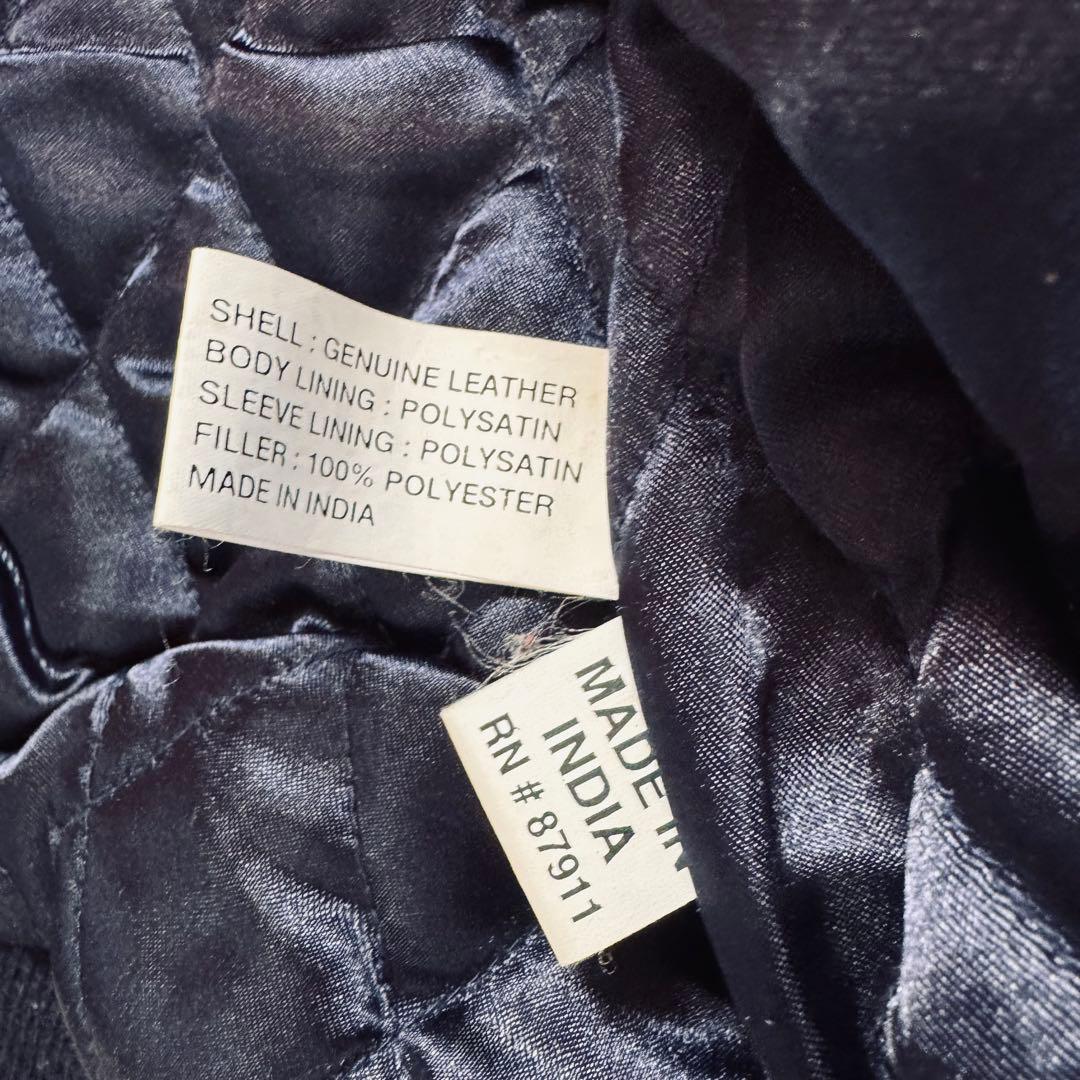 SHELL : GENUINE LEATHER
BODY LINING : POLYSATIN
SLEEVE LINING : POLYSATIN
FILLER : 100% POLYESTER
MADE IN INDIA
MADE IN
INDIA
RN # 87911